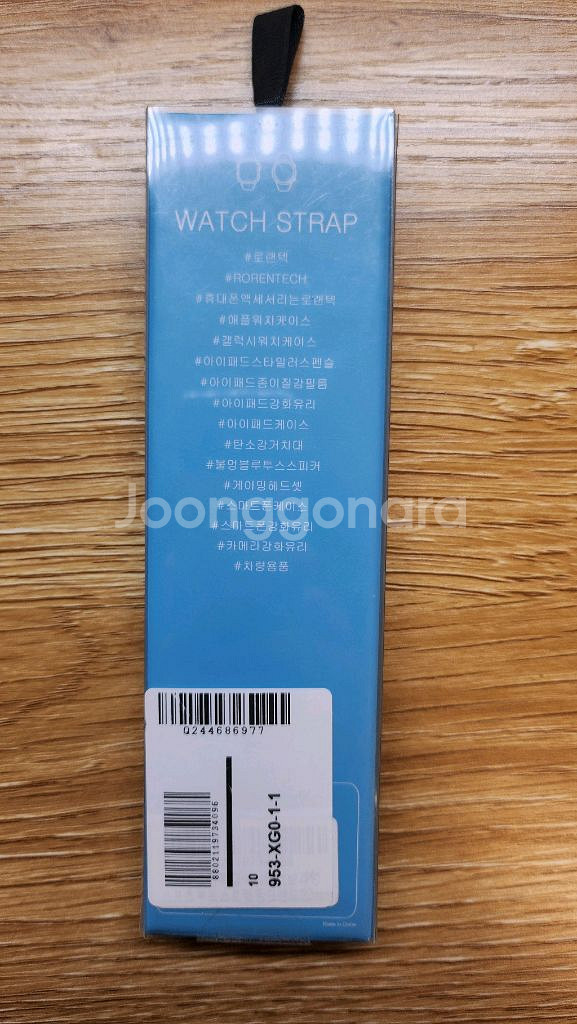 WATCH STRAP
#로랜텍
#RORENTECH
#휴대폰액세서리는로랜텍
#애플워치케이스
#갤럭시워치케이스
#아이패드스타일러스펜슬
#아이패드종이질감필름
#아이패드강화유리
#아이패드케이스
#탄소강거치대
#불멍블루투스스피커
#게이밍헤드셋
#스마트폰케이스
#스마트폰강화유리
#카메라강화유리
#차량용품
Joonggonara
Q244686977
8802119734096
10
953-XG0-1-1
Made in China